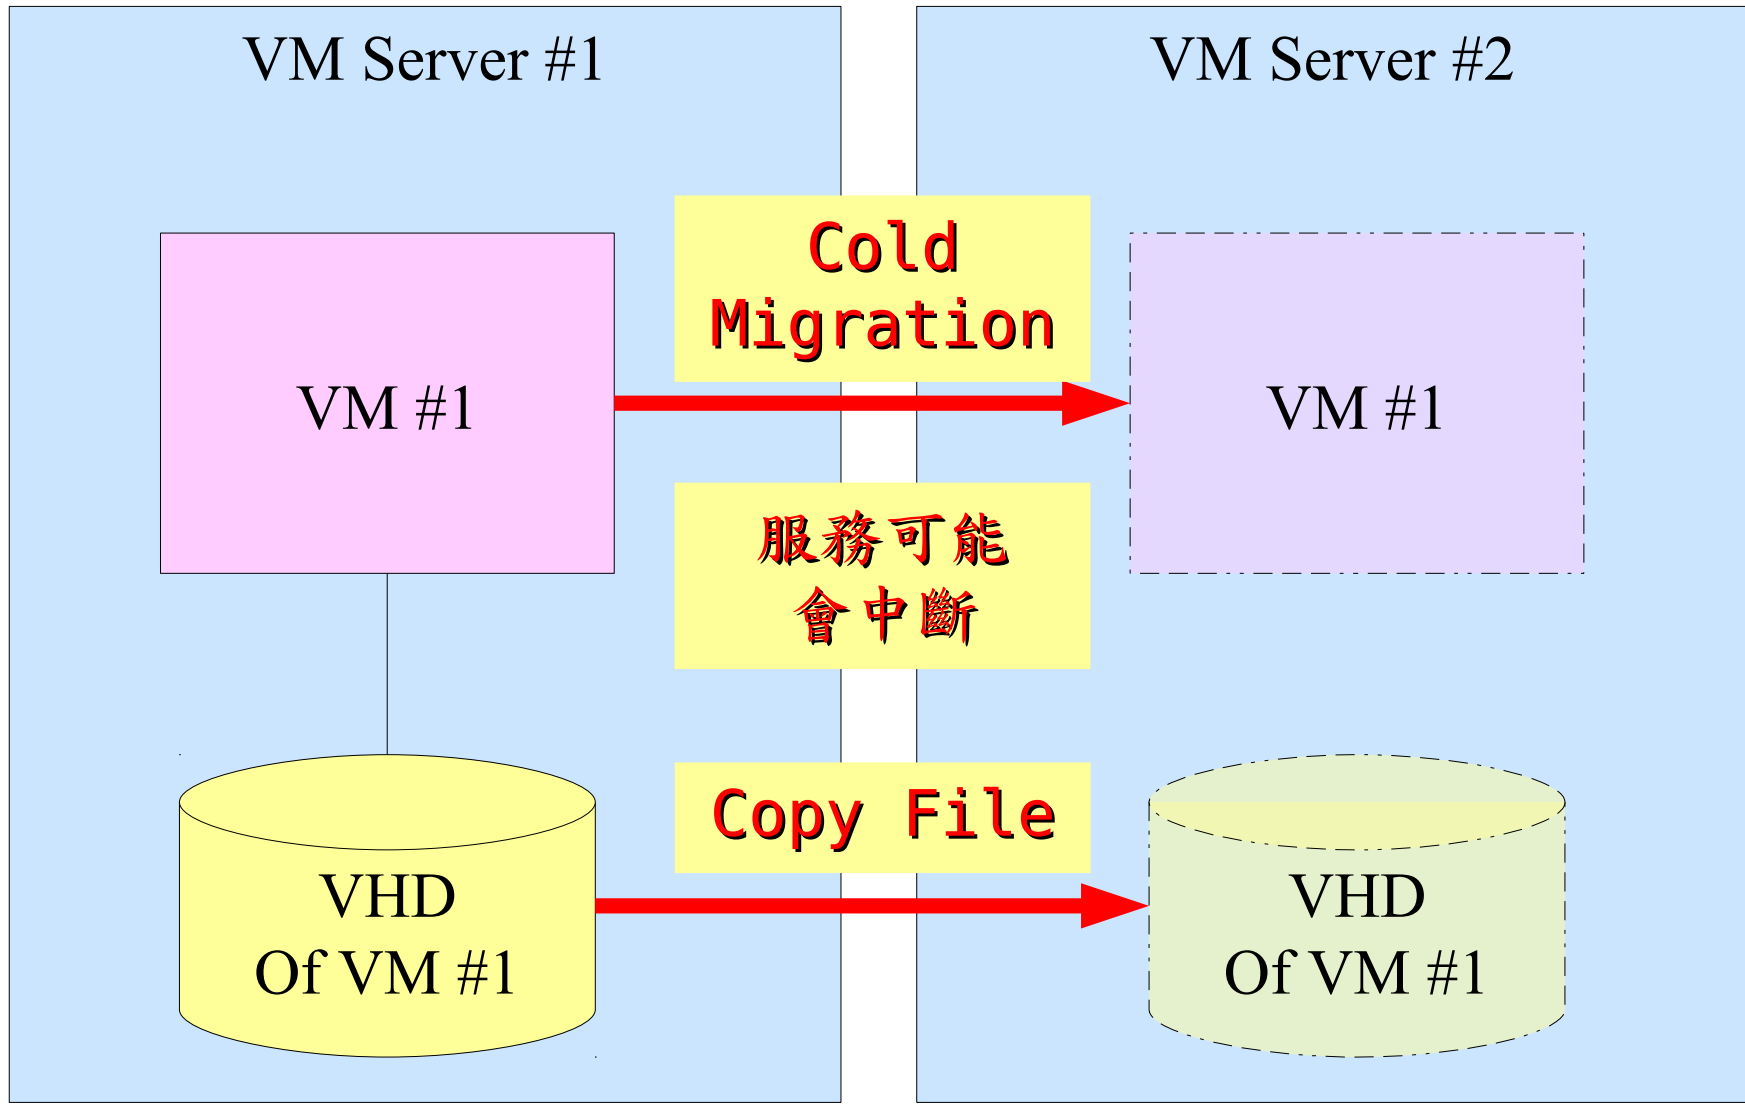 VM Server #1
VM Server #2
Cold
Migration
VM #1
VM #1
服務可能
會中斷
Copy File
VHD
Of VM #1
VHD
Of VM #1